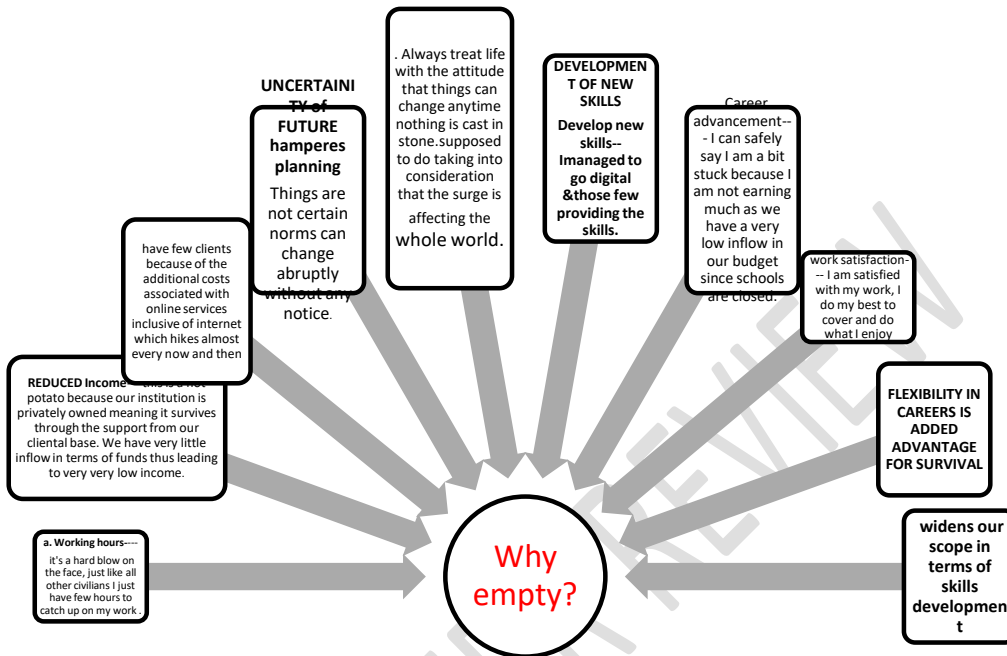 a. Working hours----
it's a hard blow on
the face, just like all
other civilians I just
have few hours to
catch up on my work .
REDUCED Income
potato because our institution is
privately owned meaning it survives
through the support from our
cliental base. We have very little
inflow in terms of funds thus leading
to very very low income.
have few clients
because of the
additional costs
associated with
online services
inclusive of internet
which hikes almost
every now and then
UNCERTAINI
TY of
FUTURE
hamperes
planning
Things are
not certain
norms can
change
abruptly
without any
notice.
. Always treat life
with the attitude
that things can
change anytime
nothing is cast in
stone.supposed
to do taking into
consideration
that the surge is
affecting the
whole world.
DEVELOPMEN
T OF NEW
SKILLS
Develop new
skills--
Imanaged to
go digital
&those few
providing the
skills.
Career
advancement--
- I can safely
say I am a bit
stuck because I
am not earning
much as we
have a very
low inflow in
our budget
since schools
are closed.
work satisfaction-
-- I am satisfied
with my work, I
do my best to
cover and do
what I enjoy
FLEXIBILITY IN
CAREERS IS
ADDED
ADVANTAGE
FOR SURVIVAL
widens our
scope in
terms of
skills
developmen
t
Why
empty?
REVIEW